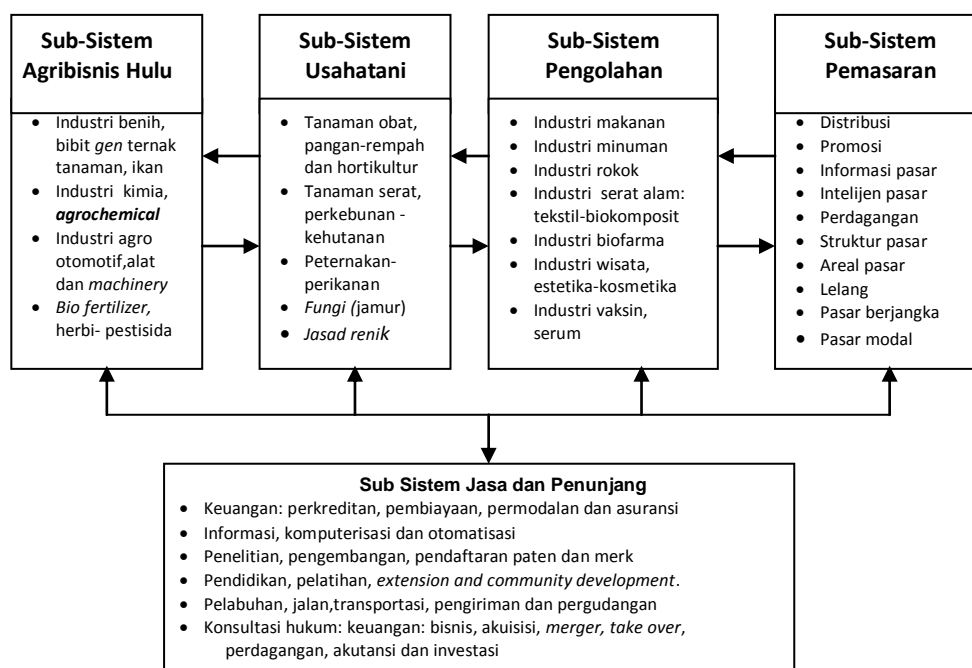 Sub-Sistem
Agribisnis Hulu
• Industri benih,
bibit gen ternak
tanaman, ikan
• Industri kimia,
agrochemical
• Industri agro
otomotif,alat
dan machinery
• Bio fertilizer,
herbi- pestisida
Sub-Sistem
Usahatani
• Tanaman obat,
pangan-rempah
dan hortikultur
• Tanaman serat,
perkebunan -
kehutanan
• Peternakan-
perikanan
• Fungi (jamur)
• Jasad renik
Sub-Sistem
Pengolahan
• Industri makanan
• Industri minuman
• Industri rokok
• Industri serat alam:
tekstil-biokomposit
• Industri biofarma
• Industri wisata,
estetika-kosmetika
• Industri vaksin,
serum
Sub-Sistem
Pemasaran
• Distribusi
• Promosi
• Informasi pasar
• Intelijen pasar
• Perdagangan
• Struktur pasar
• Areal pasar
• Lelang
• Pasar berjangka
• Pasar modal
Sub Sistem Jasa dan Penunjang
• Keuangan: perkreditan, pembiayaan, permodalan dan asuransi
• Informasi, komputerisasi dan otomatisasi
• Penelitian, pengembangan, pendaftaran paten dan merk
• Pendidikan, pelatihan, extension and community development.
• Pelabuhan, jalan,transportasi, pengiriman dan pergudangan
• Konsultasi hukum: keuangan: bisnis, akuisisi, merger, take over,
perdagangan, akutansi dan investasi